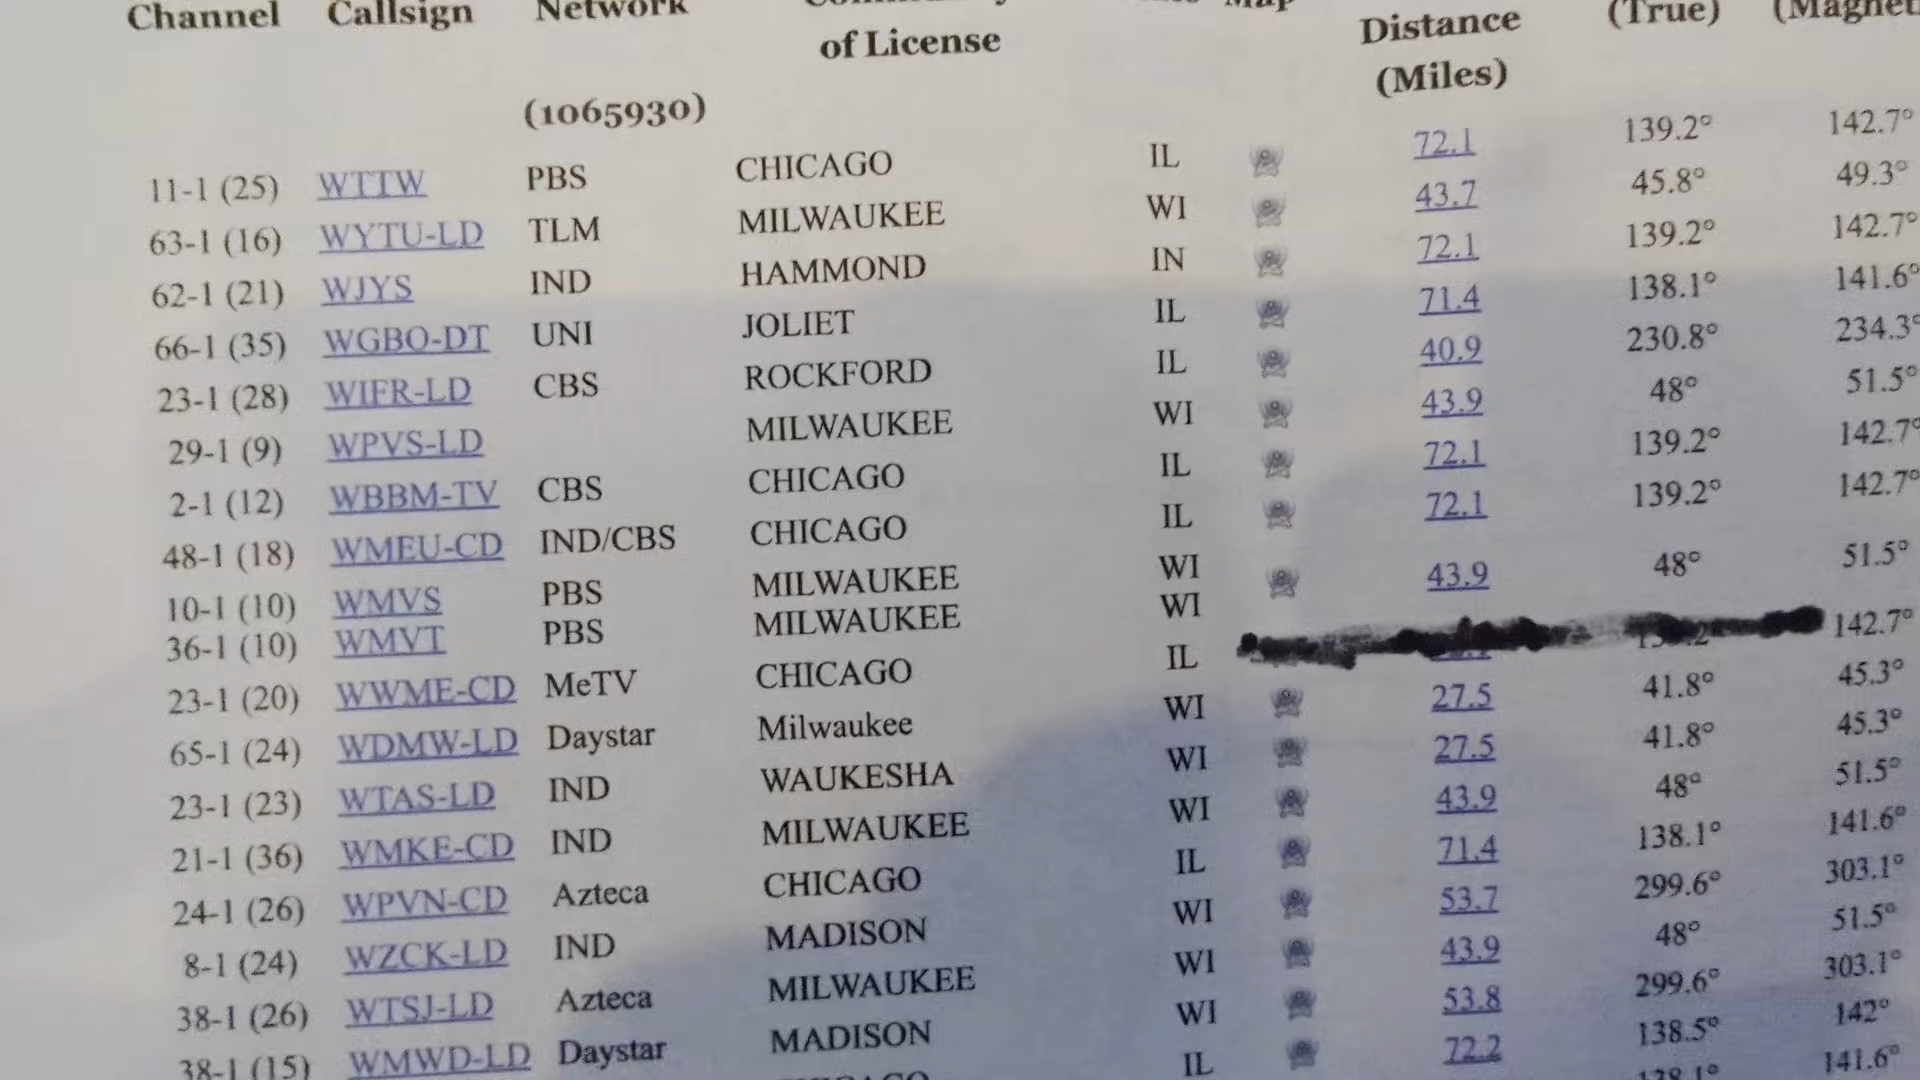 Channel Callsign Network (True)
of License Distance
(Miles)
(1065930)
11-1 (25) WTTW PBS CHICAGO IL 72.1 139.2° 142.7°
63-1 (16) WYTU-LD TLM MILWAUKEE WI 43.7 45.8° 49.3°
62-1 (21) WJYS IND HAMMOND IN 72.1 139.2° 142.7°
66-1 (35) WGBO-DT UNI JOLIET IL 71.4 138.1° 141.6°
23-1 (28) WIFR-LD CBS ROCKFORD IL 40.9 230.8° 234.3°
29-1 (9) WPVS-LD MILWAUKEE WI 43.9 48° 51.5°
2-1 (12) WBBM-TV CBS CHICAGO IL 72.1 139.2° 142.7°
48-1 (18) WMEU-CD IND/CBS CHICAGO IL 72.1 139.2° 142.7°
10-1 (10) WMVS PBS MILWAUKEE WI 43.9 48° 51.5°
36-1 (10) WMVT PBS MILWAUKEE WI
23-1 (20) WWME-CD MeTV CHICAGO IL 142.7°
65-1 (24) WDMW-LD Daystar Milwaukee WI 27.5 41.8° 45.3°
23-1 (23) WTAS-LD IND WAUKESHA WI 27.5 41.8° 45.3°
21-1 (36) WMKE-CD IND MILWAUKEE WI 43.9 48° 51.5°
24-1 (26) WPVN-CD Azteca CHICAGO IL 71.4 138.1° 141.6°
8-1 (24) WZCK-LD IND MADISON WI 53.7 299.6° 303.1°
38-1 (26) WTSJ-LD Azteca MILWAUKEE WI 43.9 48° 51.5°
38-1 (15) WMWD-LD Daystar MADISON WI 53.8 299.6° 303.1°
IL 72.2 138.5° 142°
141.6°